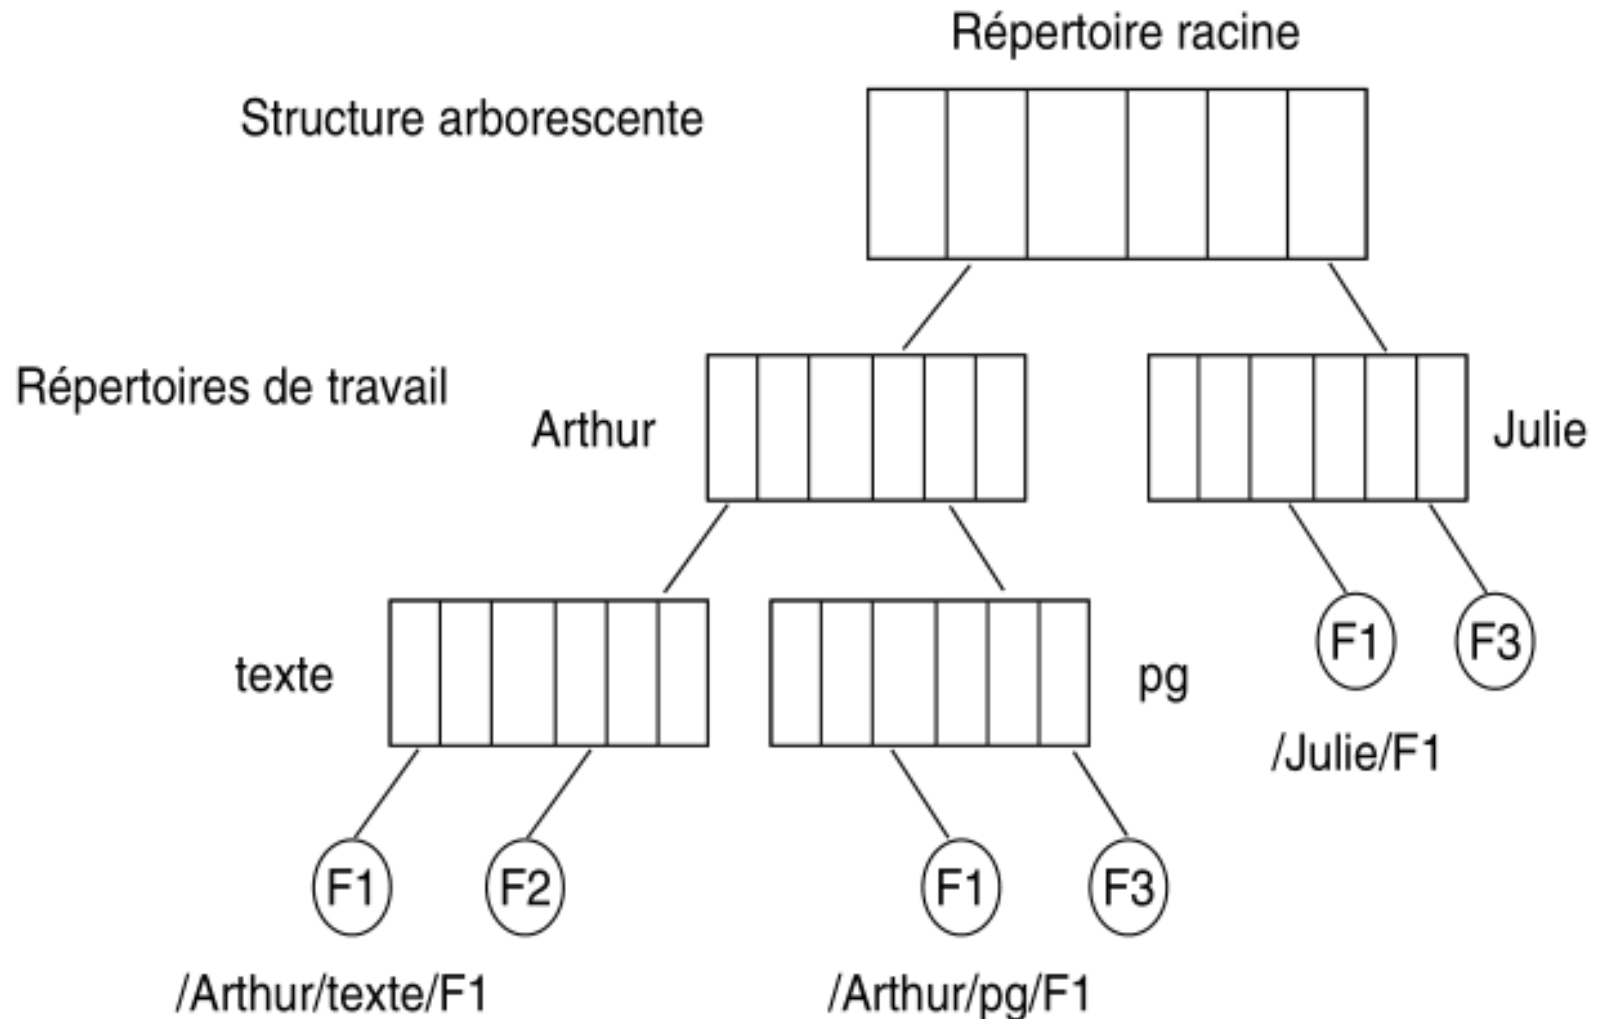 Répertoire racine
Structure arborescente
Répertoires de travail
Arthur
Julie
texte
pg
F1
F3
/Julie/F1
F1
F2
F1
F3
/Arthur/texte/F1
/Arthur/pg/F1